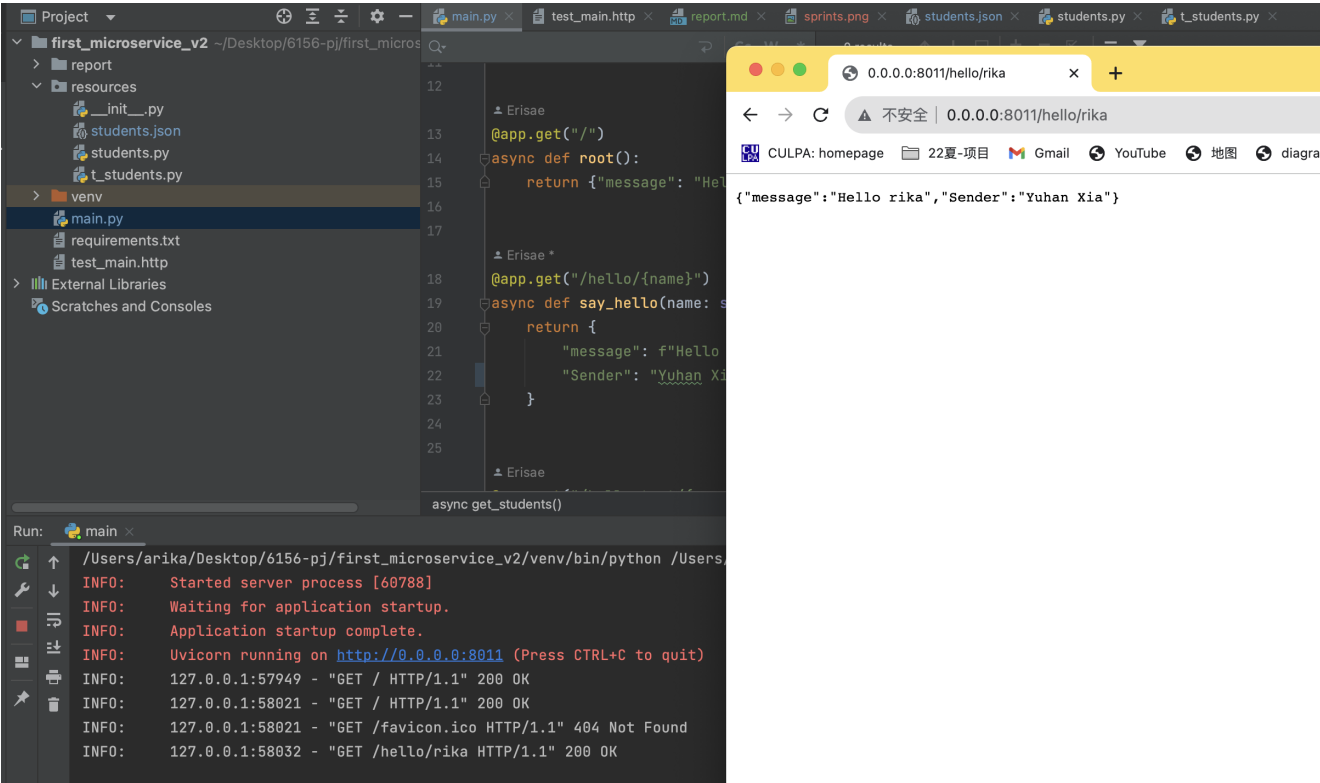 Project
first_microservice_v2 ~/Desktop/6156-pj/first_micros
report
resources
__init__.py
students.json
students.py
t_students.py
venv
main.py
requirements.txt
test_main.http
External Libraries
Scratches and Consoles
main.py test_main.http report.md sprints.png students.json students.py t_students.py
12
Erisae
13 @app.get("/")
14 async def root():
15 return {"message": "Hel
16
17
Erisae *
18 @app.get("/hello/{name}")
19 async def say_hello(name: s
20 return {
21 "message": f"Hello
22 "Sender": "Yuhan Xi
23 }
24
25
Erisae
async get_students()
0.0.0.0:8011/hello/rika
不安全 0.0.0.0:8011/hello/rika
CULPA: homepage 22夏-项目 Gmail YouTube 地图 diagra
{"message":"Hello rika","Sender":"Yuhan Xia"}
Run: main
/Users/arika/Desktop/6156-pj/first_microservice_v2/venv/bin/python /Users/
INFO: Started server process [60788]
INFO: Waiting for application startup.
INFO: Application startup complete.
INFO: Uvicorn running on http://0.0.0.0:8011 (Press CTRL+C to quit)
INFO: 127.0.0.1:57949 - "GET / HTTP/1.1" 200 OK
INFO: 127.0.0.1:58021 - "GET / HTTP/1.1" 200 OK
INFO: 127.0.0.1:58021 - "GET /favicon.ico HTTP/1.1" 404 Not Found
INFO: 127.0.0.1:58032 - "GET /hello/rika HTTP/1.1" 200 OK